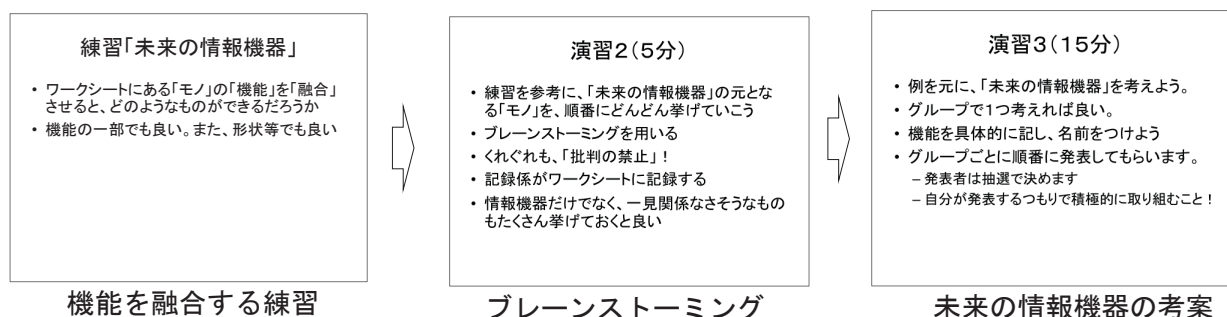 練習「未来の情報機器」
• ワークシートにある「モノ」の「機能」を「融合」
させると、どのようなものができるだろうか
• 機能の一部でも良い。また、形状等でも良い
機能を融合する練習
演習2(5分)
• 練習を参考に、「未来の情報機器」の元とな
る「モノ」を、順番にどんどん挙げていこう
• ブレーンストーミングを用いる
• くれぐれも、「批判の禁止」!
• 記録係がワークシートに記録する
• 情報機器だけでなく、一見関係なさそうなもの
もたくさん挙げておくと良い
ブレーンストーミング
演習3(15分)
• 例を元に、「未来の情報機器」を考えよう。
• グループで1つ考えれば良い。
• 機能を具体的に記し、名前をつけよう
• グループごとに順番に発表してもらいます。
– 発表者は抽選で決めます
– 自分が発表するつもりで積極的に取り組むこと!
未来の情報機器の考案